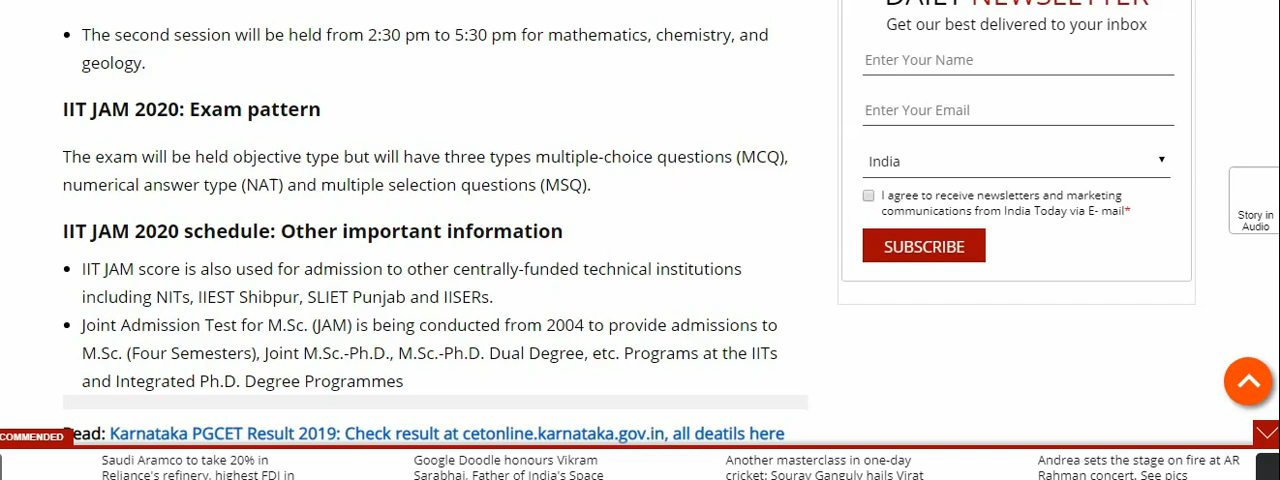 DAILY NEWSLETTER
Get our best delivered to your inbox
• The second session will be held from 2:30 pm to 5:30 pm for mathematics, chemistry, and
geology.
IIT JAM 2020: Exam pattern
The exam will be held objective type but will have three types multiple-choice questions (MCQ),
numerical answer type (NAT) and multiple selection questions (MSQ).
IIT JAM 2020 schedule: Other important information
• IIT JAM score is also used for admission to other centrally-funded technical institutions
including NITs, IIEST Shibpur, SLIET Punjab and IISERs.
• Joint Admission Test for M.Sc. (JAM) is being conducted from 2004 to provide admissions to
M.Sc. (Four Semesters), Joint M.Sc.-Ph.D., M.Sc.-Ph.D. Dual Degree, etc. Programs at the IITs
and Integrated Ph.D. Degree Programmes
Read: Karnataka PGCET Result 2019: Check result at cetonline.karnataka.gov.in, all deatils here
Enter Your Name
Enter Your Email
India
I agree to receive newsletters and marketing
communications from India Today via E- mail*
SUBSCRIBE
Story in
Audio
COMMENDED
Saudi Aramco to take 20% in
Reliance's refinery, highest FDI in
Google Doodle honours Vikram
Sarabhai, Father of India's Space
Another masterclass in one-day
cricket: Sourav Ganguly hails Virat
Andrea sets the stage on fire at AR
Rahman concert. See pics